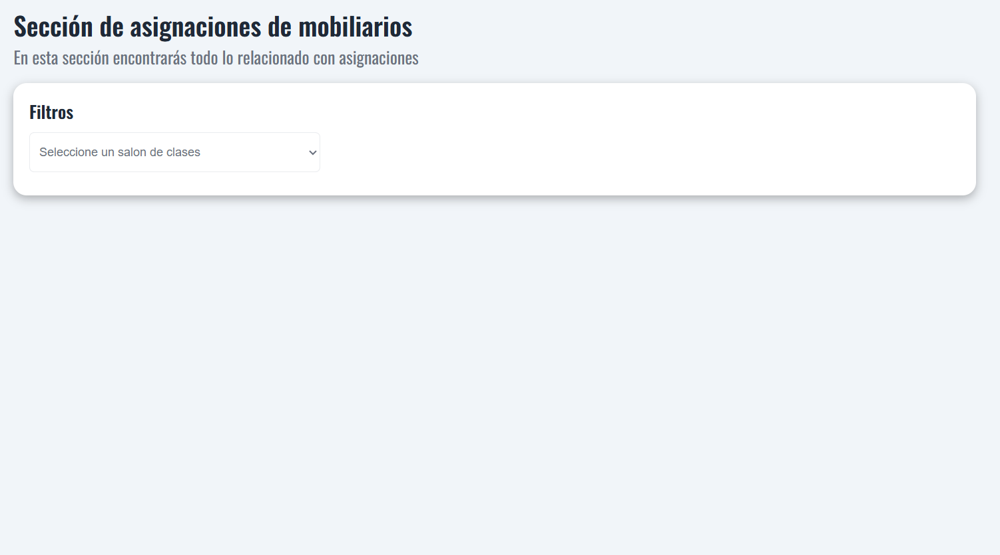 Sección de asignaciones de mobiliarios
En esta sección encontrarás todo lo relacionado con asignaciones
Filtros
Seleccione un salon de clases